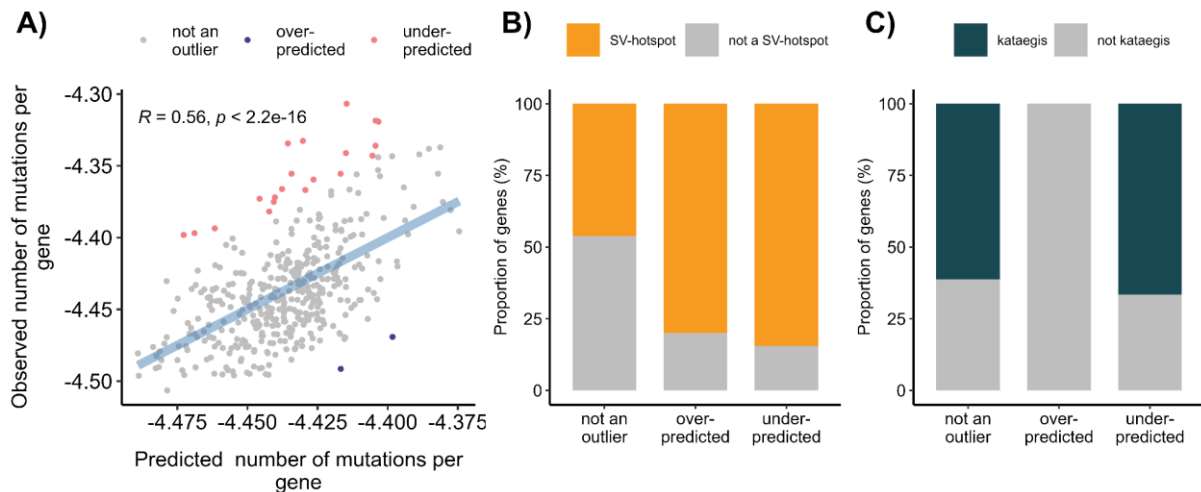 A)
not an outlier
over-predicted
under-predicted
Observed number of mutations per
gene
-4.30
-4.35
-4.40
-4.45
-4.50
R = 0.56, p < 2.2e-16
-4.475 -4.450 -4.425 -4.400 -4.375
Predicted number of mutations per
gene
B)
SV-hotspot not a SV-hotspot
Proportion of genes (%)
100
75
50
25
0
not an outlier
over-predicted
under-predicted
C)
kataegis not kataegis
Proportion of genes (%)
100
75
50
25
0
not an outlier
over-predicted
under-predicted